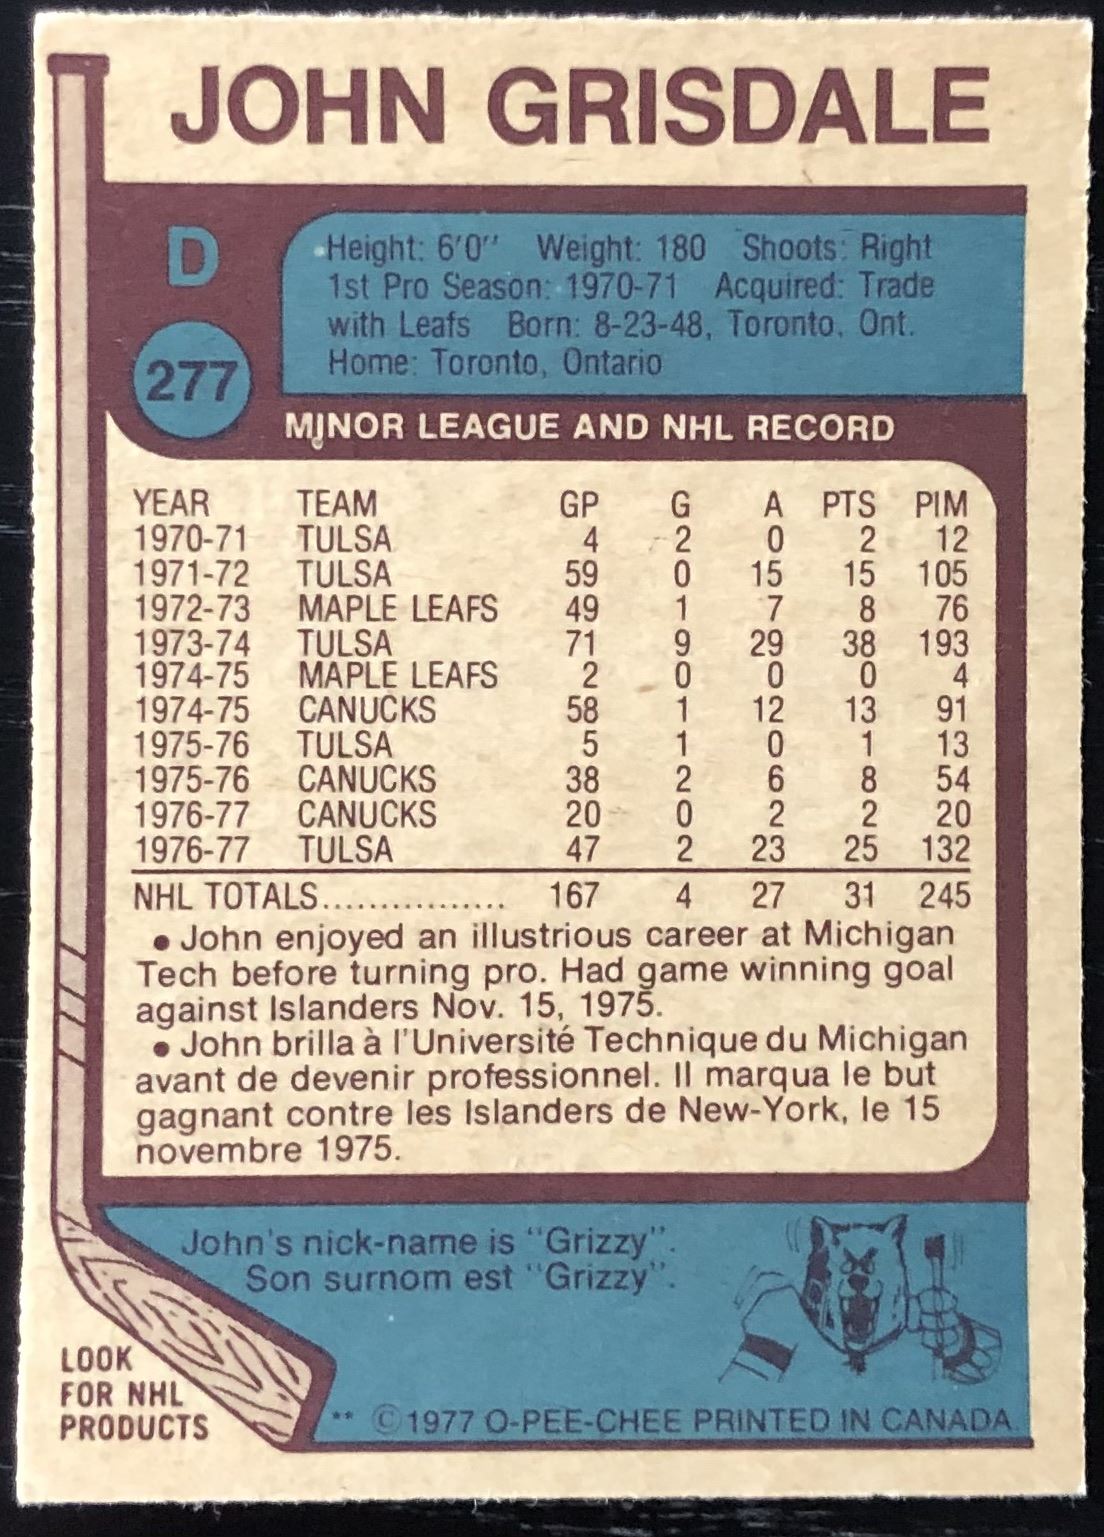 JOHN GRISDALE
D
277
Height: 6'0" Weight: 180 Shoots: Right
1st Pro Season: 1970-71 Acquired: Trade
with Leafs Born: 8-23-48, Toronto, Ont.
Home: Toronto, Ontario
MINOR LEAGUE AND NHL RECORD
YEAR TEAM GP G A PTS PIM
1970-71 TULSA 4 2 0 2 12
1971-72 TULSA 59 0 15 15 105
1972-73 MAPLE LEAFS 49 1 7 8 76
1973-74 TULSA 71 9 29 38 193
1974-75 MAPLE LEAFS 2 0 0 0 4
1974-75 CANUCKS 58 1 12 13 91
1975-76 TULSA 5 1 0 1 13
1975-76 CANUCKS 38 2 6 8 54
1976-77 CANUCKS 20 0 2 2 20
1976-77 TULSA 47 2 23 25 132
NHL TOTALS................ 167 4 27 31 245
• John enjoyed an illustrious career at Michigan
Tech before turning pro. Had game winning goal
against Islanders Nov. 15, 1975.
• John brilla à l'Université Technique du Michigan
avant de devenir professionnel. Il marqua le but
gagnant contre les Islanders de New-York, le 15
novembre 1975.
John's nick-name is "Grizzy".
Son surnom est "Grizzy".
LOOK
FOR NHL
PRODUCTS
** © 1977 O-PEE-CHEE PRINTED IN CANADA